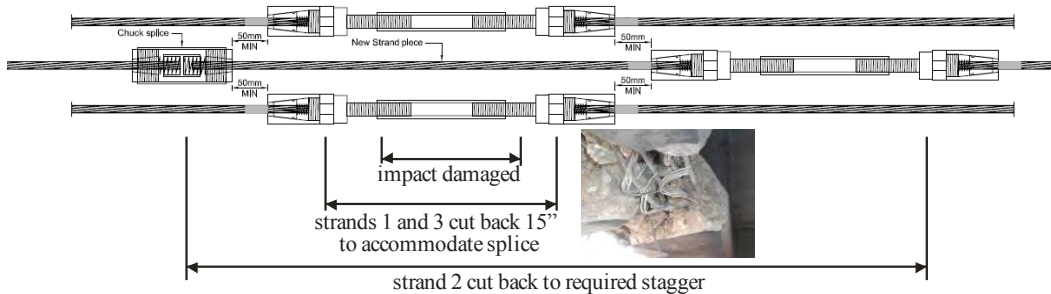 50mm
MIN
Chuck splice
New Strand piece
50mm
MIN
50mm
MIN
50mm
MIN
impact damaged
strands 1 and 3 cut back 15”
to accommodate splice
strand 2 cut back to required stagger